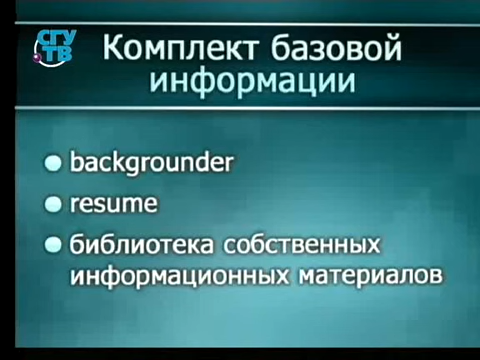 СГУ
ТВ
Комплект базовой
информации
backgrounder
resume
библиотека собственных
информационных материалов